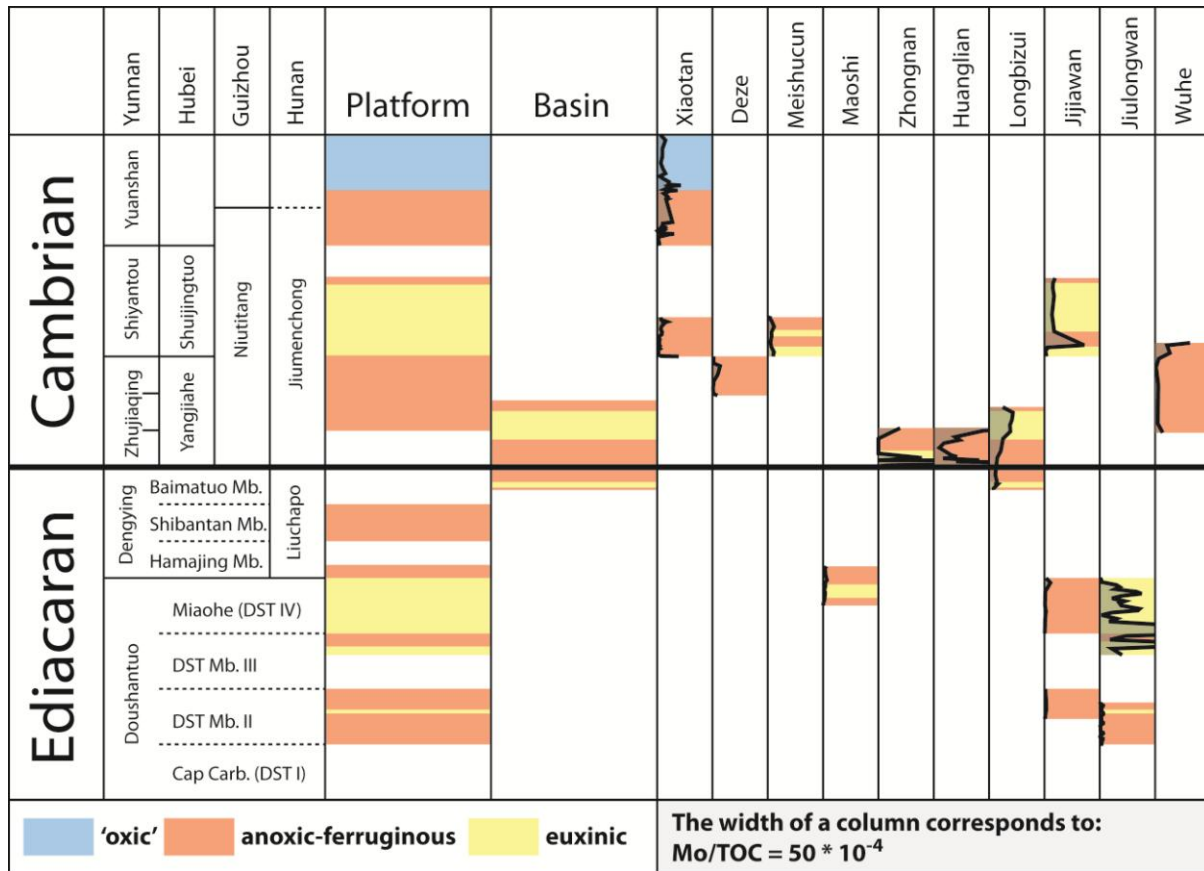 Yunnan
Hubei
Guizhou
Hunan
Platform
Basin
Xiaotan
Deze
Meishucun
Maoshi
Zhongnan
Huanglian
Longbizui
Jijiawan
Jiulongwan
Wuhe
Cambrian
Yuanshan
Shiyantou
Shuijingtuo
Zhujiaqing
Yangjiahe
Niutitang
Jiumenchong
Ediacaran
Dengying
Baimatuo Mb.
Shibantan Mb.
Hamajing Mb.
Liuchapo
Doushantuo
Miaohe (DST IV)
DST Mb. III
DST Mb. II
Cap Carb. (DST I)
'oxic'
anoxic-ferruginous
euxinic
The width of a column corresponds to:
Mo/TOC = 50 * 10⁻⁴